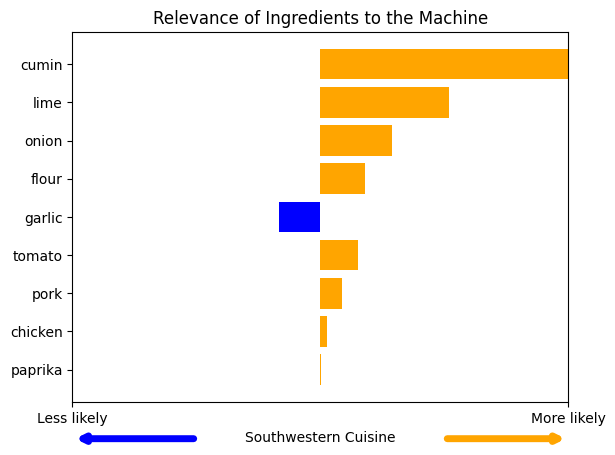 Relevance of Ingredients to the Machine
cumin
lime
onion
flour
garlic
tomato
pork
chicken
paprika
Less likely More likely
Southwestern Cuisine